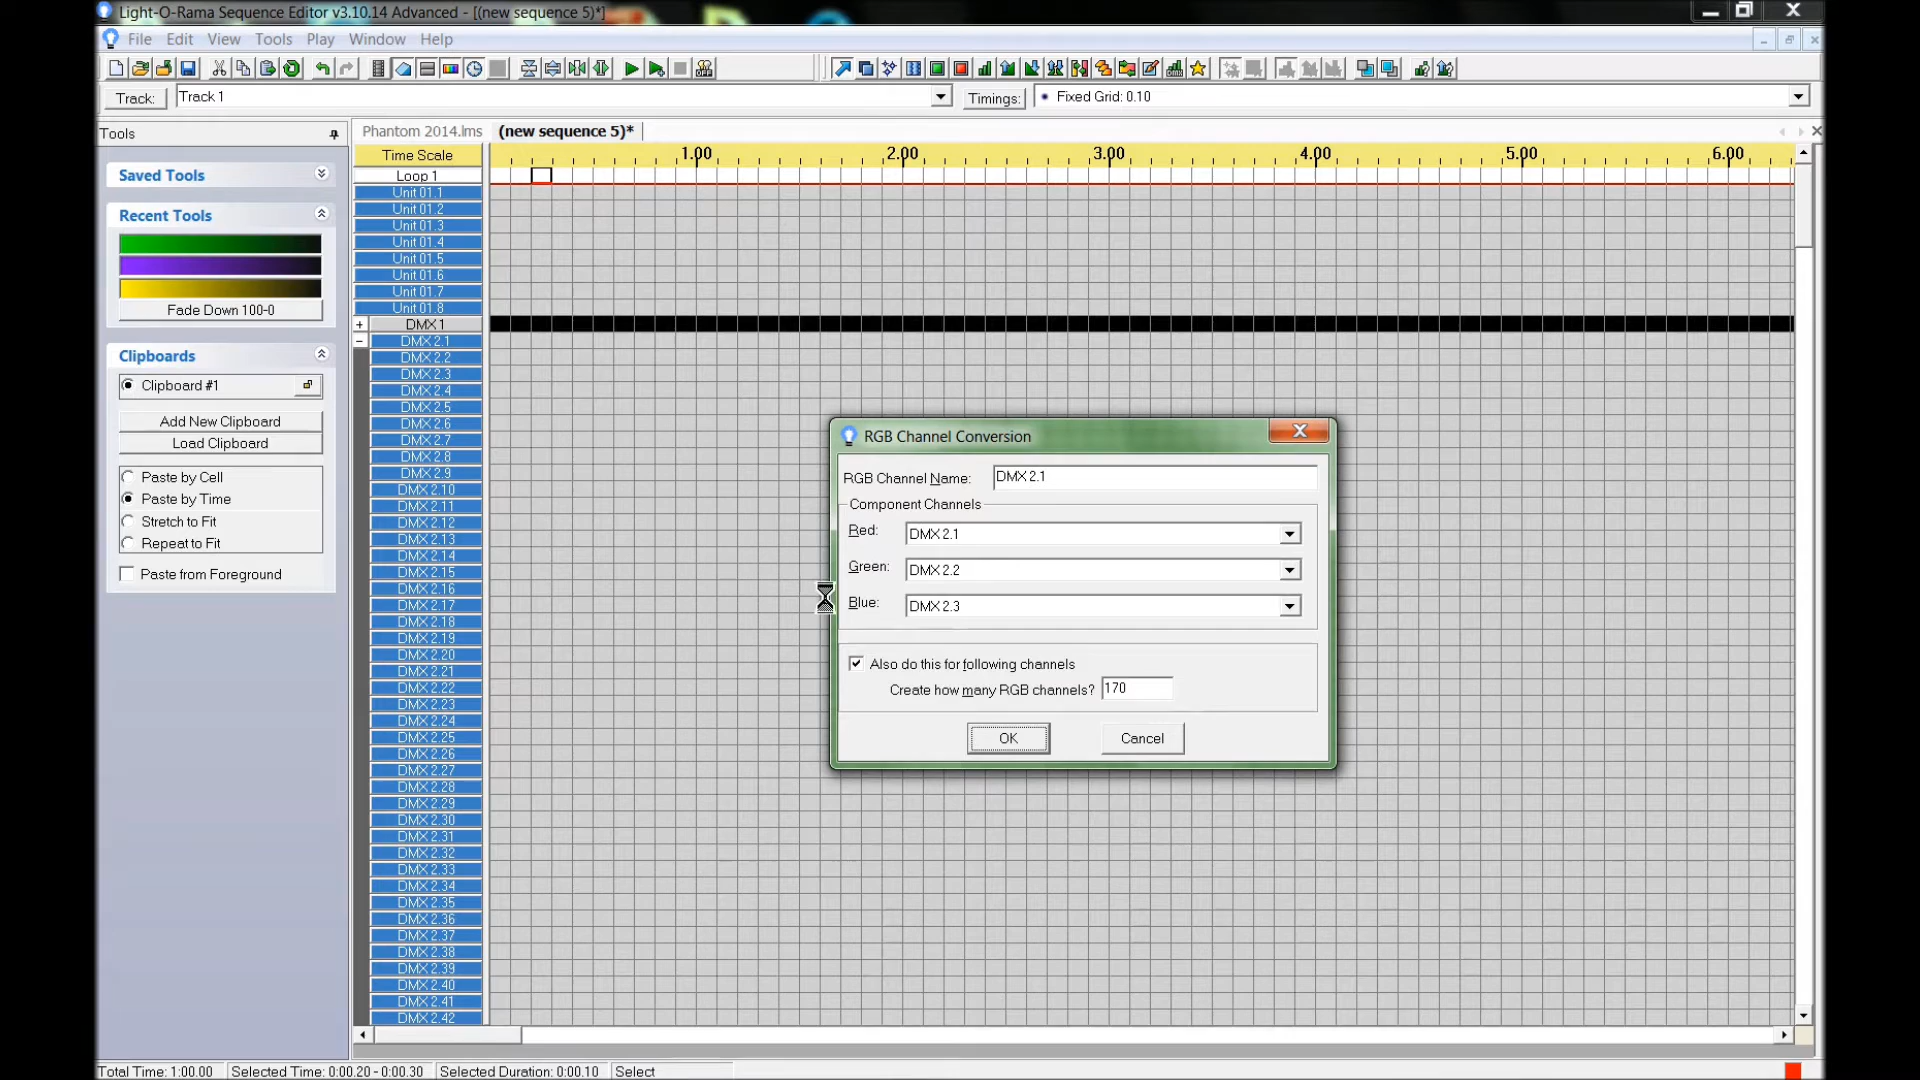 Light-O-Rama Sequence Editor v3.10.14 Advanced - [(new sequence 5)*]
File Edit View Tools Play Window Help
Track: Track 1 Timings: • Fixed Grid: 0.10
Tools
Phantom 2014.lms (new sequence 5)*
Time Scale 1.00 2.00 3.00 4.00 5.00 6.00
Saved Tools
Recent Tools
Fade Down 100-0
Clipboards
Clipboard #1
Add New Clipboard
Load Clipboard
Paste by Cell
Paste by Time
Stretch to Fit
Repeat to Fit
Paste from Foreground
Loop 1
Unit 01.1
Unit 01.2
Unit 01.3
Unit 01.4
Unit 01.5
Unit 01.6
Unit 01.7
Unit 01.8
+ DMX 1
- DMX 2.1
DMX 2.2
DMX 2.3
DMX 2.4
DMX 2.5
DMX 2.6
DMX 2.7
DMX 2.8
DMX 2.9
DMX 2.10
DMX 2.11
DMX 2.12
DMX 2.13
DMX 2.14
DMX 2.15
DMX 2.16
DMX 2.17
DMX 2.18
DMX 2.19
DMX 2.20
DMX 2.21
DMX 2.22
DMX 2.23
DMX 2.24
DMX 2.25
DMX 2.26
DMX 2.27
DMX 2.28
DMX 2.29
DMX 2.30
DMX 2.31
DMX 2.32
DMX 2.33
DMX 2.34
DMX 2.35
DMX 2.36
DMX 2.37
DMX 2.38
DMX 2.39
DMX 2.40
DMX 2.41
DMX 2.42
RGB Channel Conversion
RGB Channel Name: DMX 2.1
Component Channels
Red: DMX 2.1
Green: DMX 2.2
Blue: DMX 2.3
Also do this for following channels
Create how many RGB channels? 170
OK Cancel
Total Time: 1:00.00 Selected Time: 0:00.20 - 0:00.30 Selected Duration: 0:00.10 Select